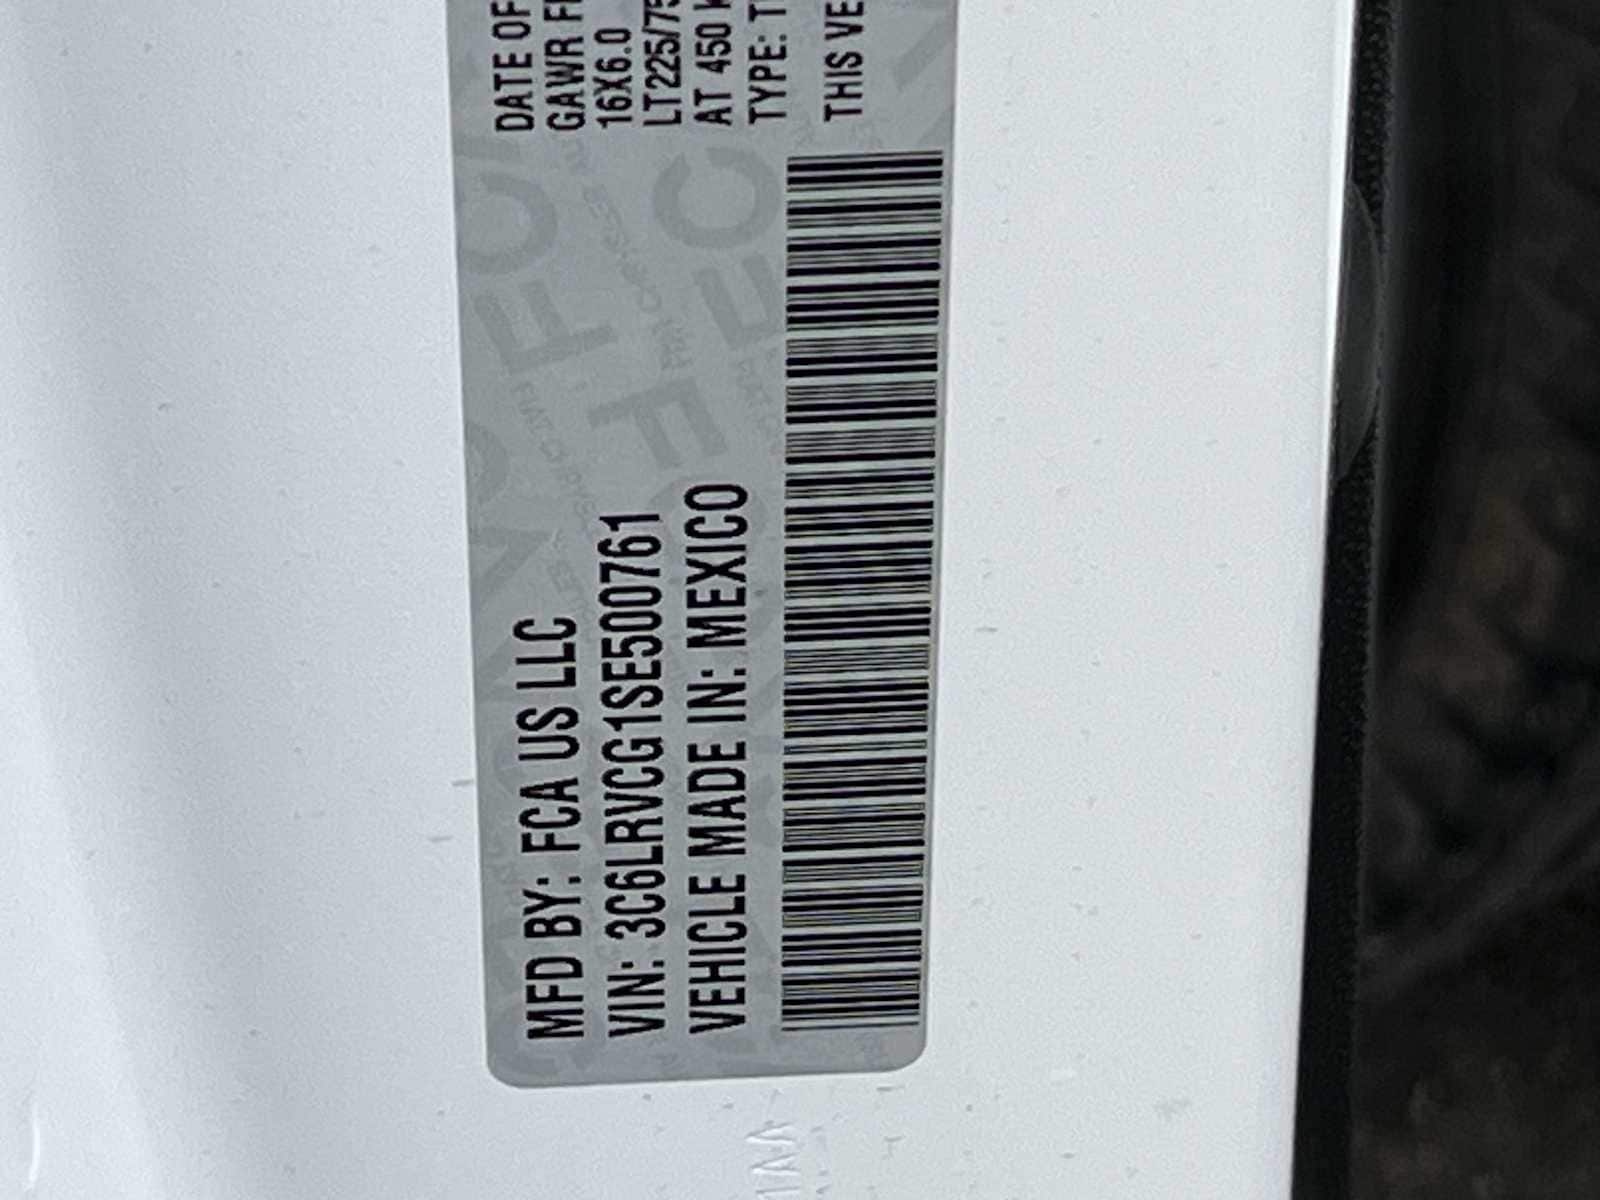 MFD BY: FCA US LLC
VIN: 3C6LRVCG1SE500761
VEHICLE MADE IN: MEXICO
DATE OF
GAWR
16X6.0
LT225/75
AT 450
TYPE:
THIS